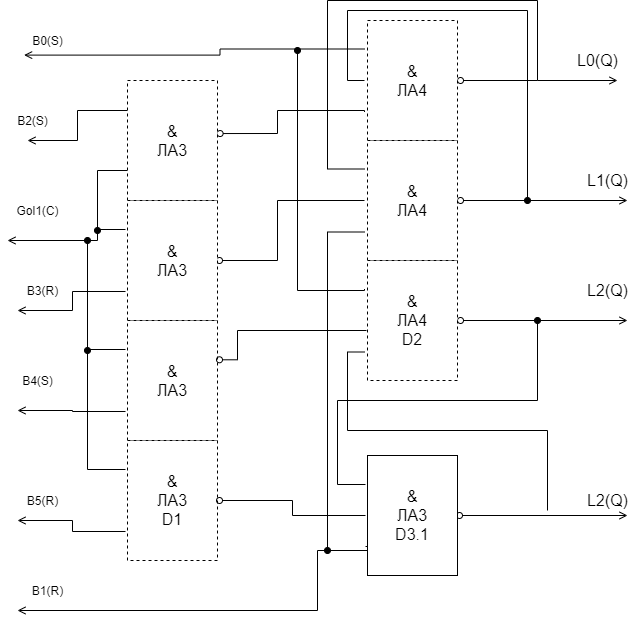 B0(S)
&
ЛА4
L0(Q)
B2(S)
&
ЛА3
&
ЛА4
L1(Q)
Gol1(C)
&
ЛА3
B3(R)
&
ЛА4
D2
L2(Q)
B4(S)
&
ЛА3
B5(R)
&
ЛА3
D1
&
ЛА3
D3.1
L2(Q)
B1(R)